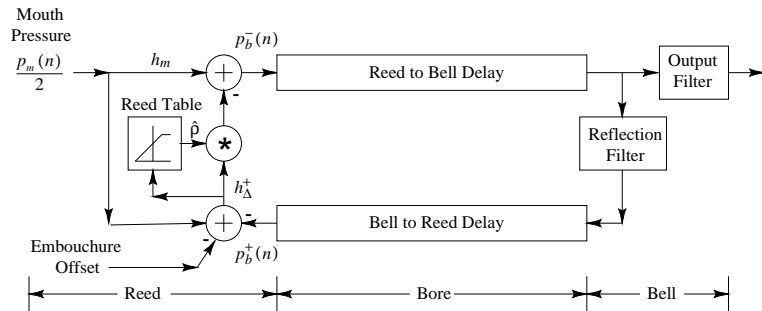 Mouth
Pressure
p_m(n)
2
h_m
p_b^-(n)
Reed to Bell Delay
Output
Filter
+
-
Reed Table
ρ̂
*
Reflection
Filter
h_Δ^+
+
-
-
Bell to Reed Delay
p_b^+(n)
Embouchure
Offset
Reed
Bore
Bell